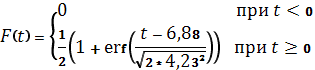 F(t) = { 0 при t < 0
1/2 (1 + erf( (t − 6,88) / √(2 * 4,23²) )) при t ≥ 0